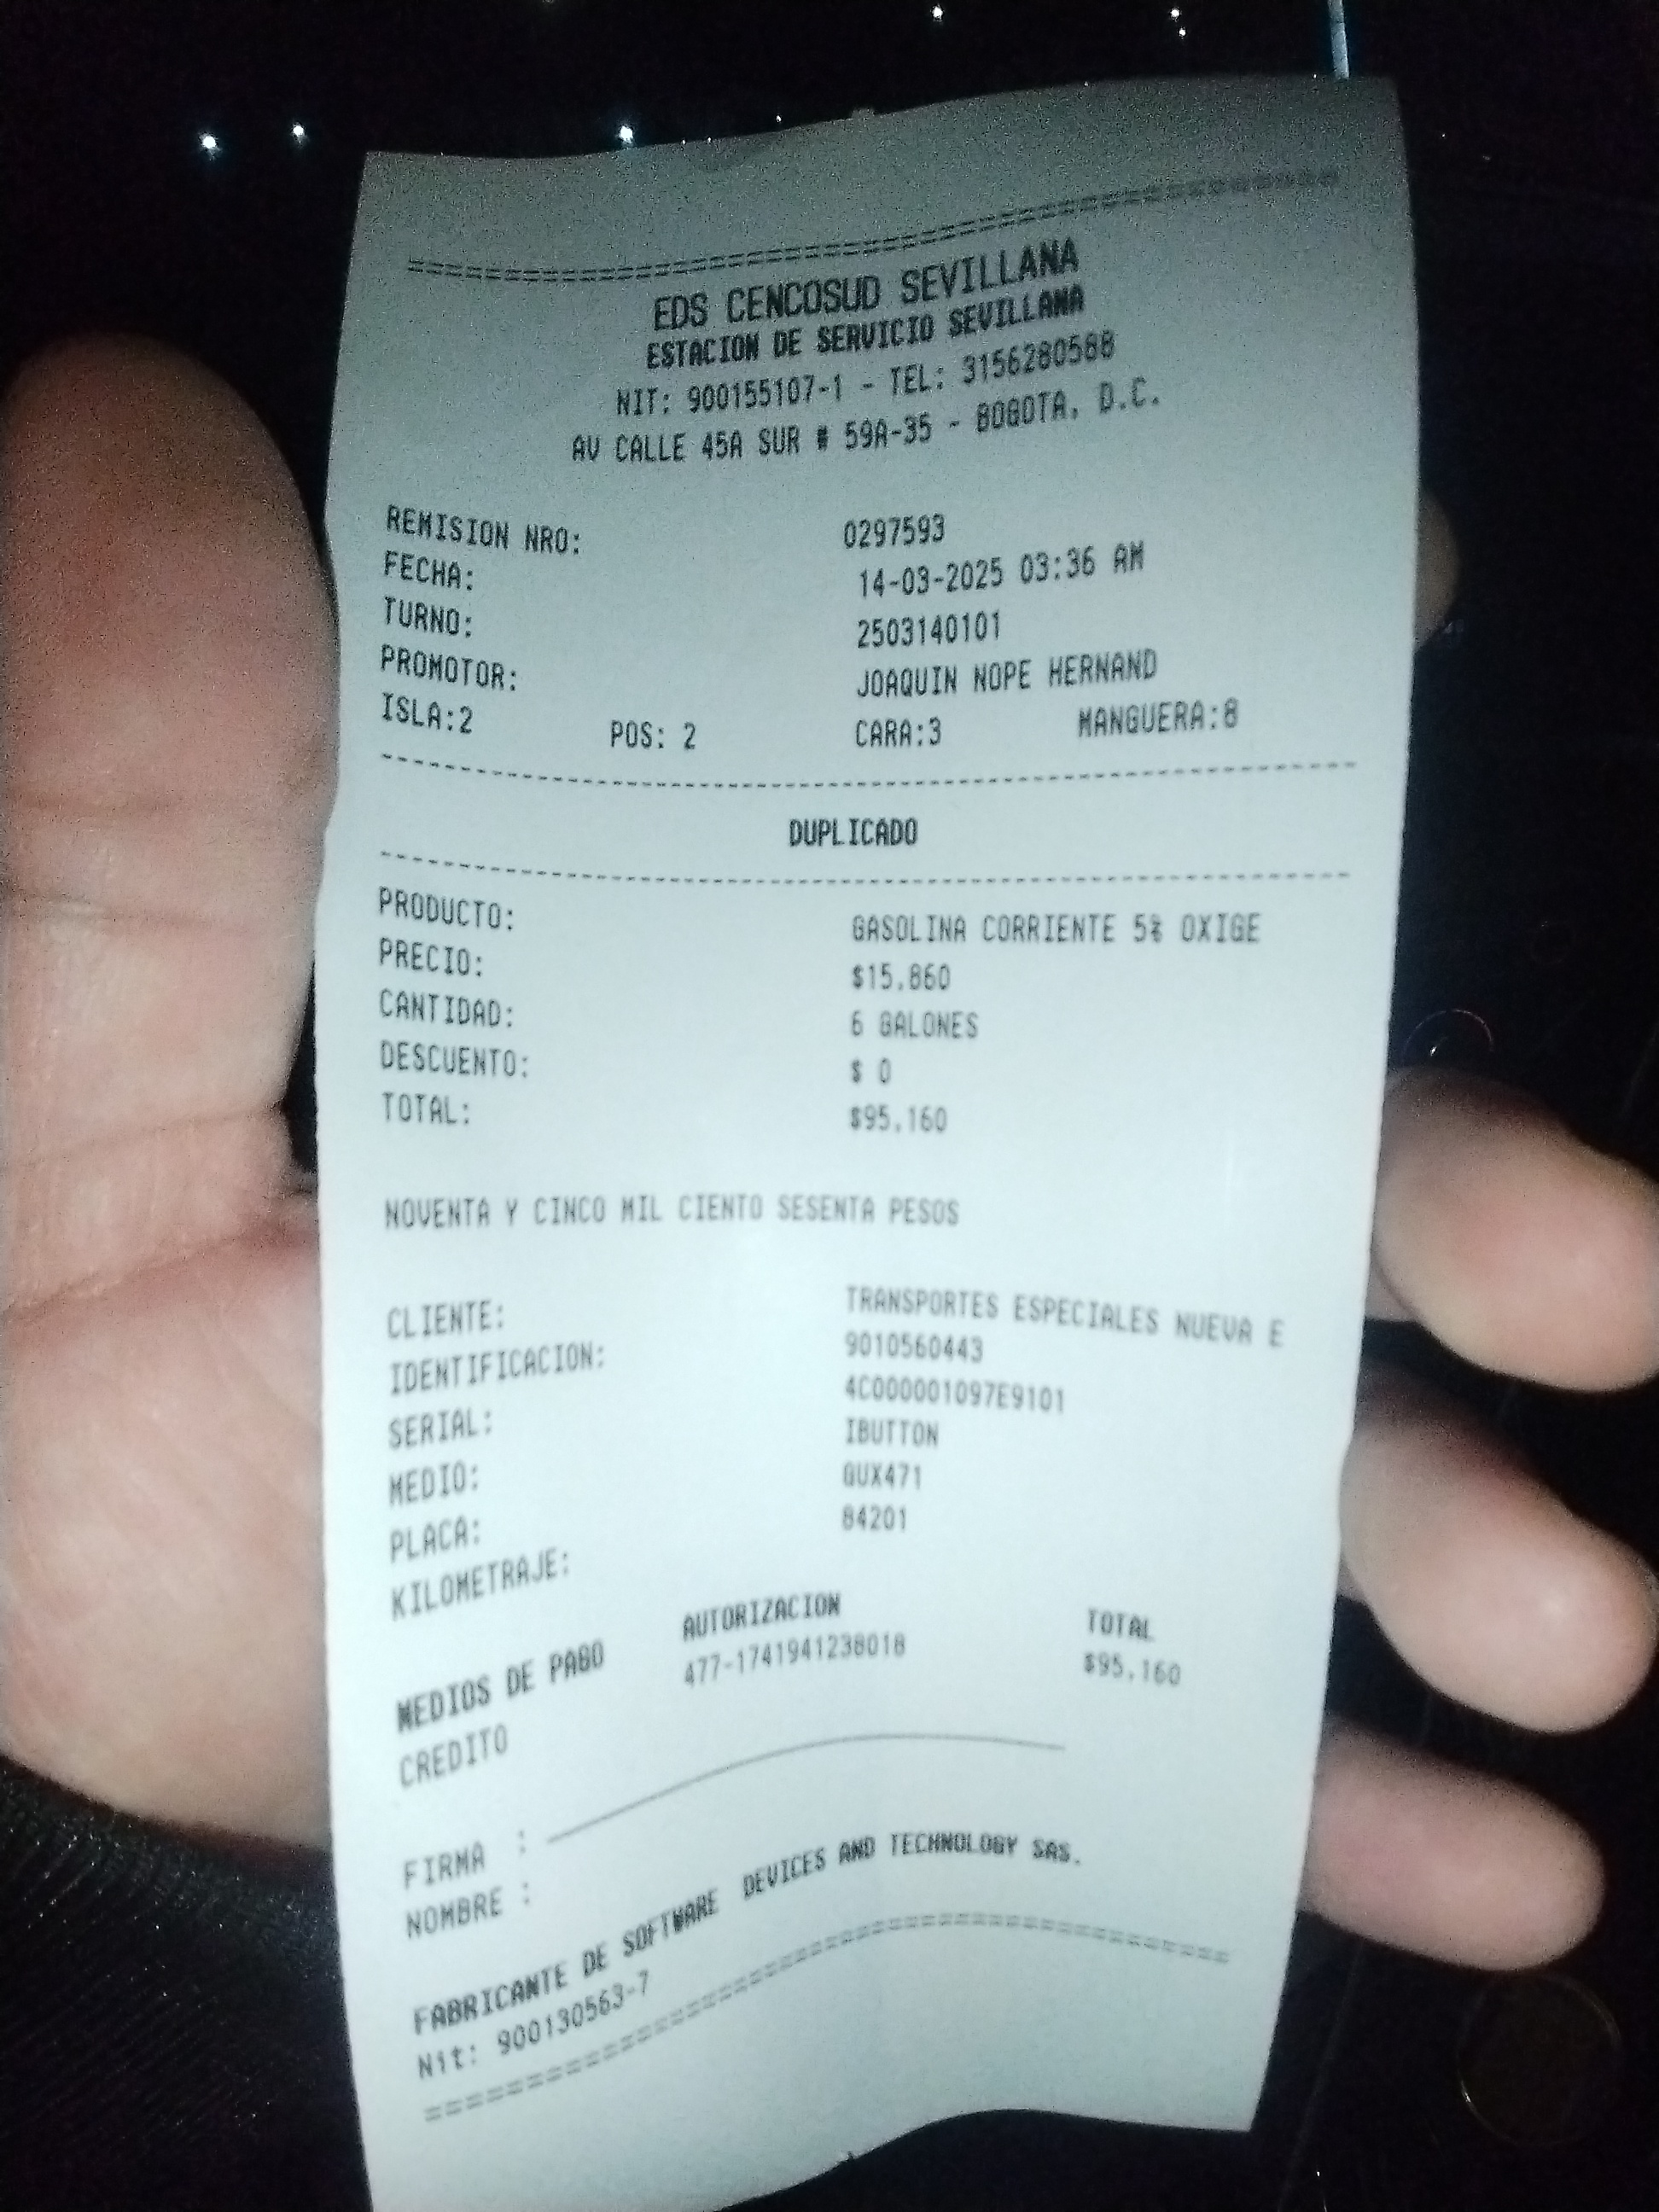 ==================================================
EDS CENCOSUD SEVILLANA
ESTACION DE SERVICIO SEVILLANA
NIT: 900155107-1 - TEL: 3156280588
AV CALLE 45A SUR # 59A-35 - BOGOTA, D.C.
REMISION NRO: 0297593
FECHA: 14-03-2025 03:36 AM
TURNO: 2503140101
PROMOTOR: JOAQUIN NOPE HERNAND
ISLA:2 POS: 2 CARA:3 MANGUERA:8
--------------------------------------------------
DUPLICADO
--------------------------------------------------
PRODUCTO: GASOLINA CORRIENTE 5% OXIGE
PRECIO: $15.860
CANTIDAD: 6 GALONES
DESCUENTO: $ 0
TOTAL: $95.160
NOVENTA Y CINCO MIL CIENTO SESENTA PESOS
CLIENTE: TRANSPORTES ESPECIALES NUEVA E
IDENTIFICACION: 9010560443
SERIAL: 4C000001097E9101
MEDIO: IBUTTON
PLACA: GUX471
KILOMETRAJE: 84201
MEDIOS DE PAGO AUTORIZACION TOTAL
CREDITO 477-1741941238018 $95.160
FIRMA :
NOMBRE :
FABRICANTE DE SOFTWARE DEVICES AND TECHNOLOGY SAS.
Nit: 900130563-7
==================================================